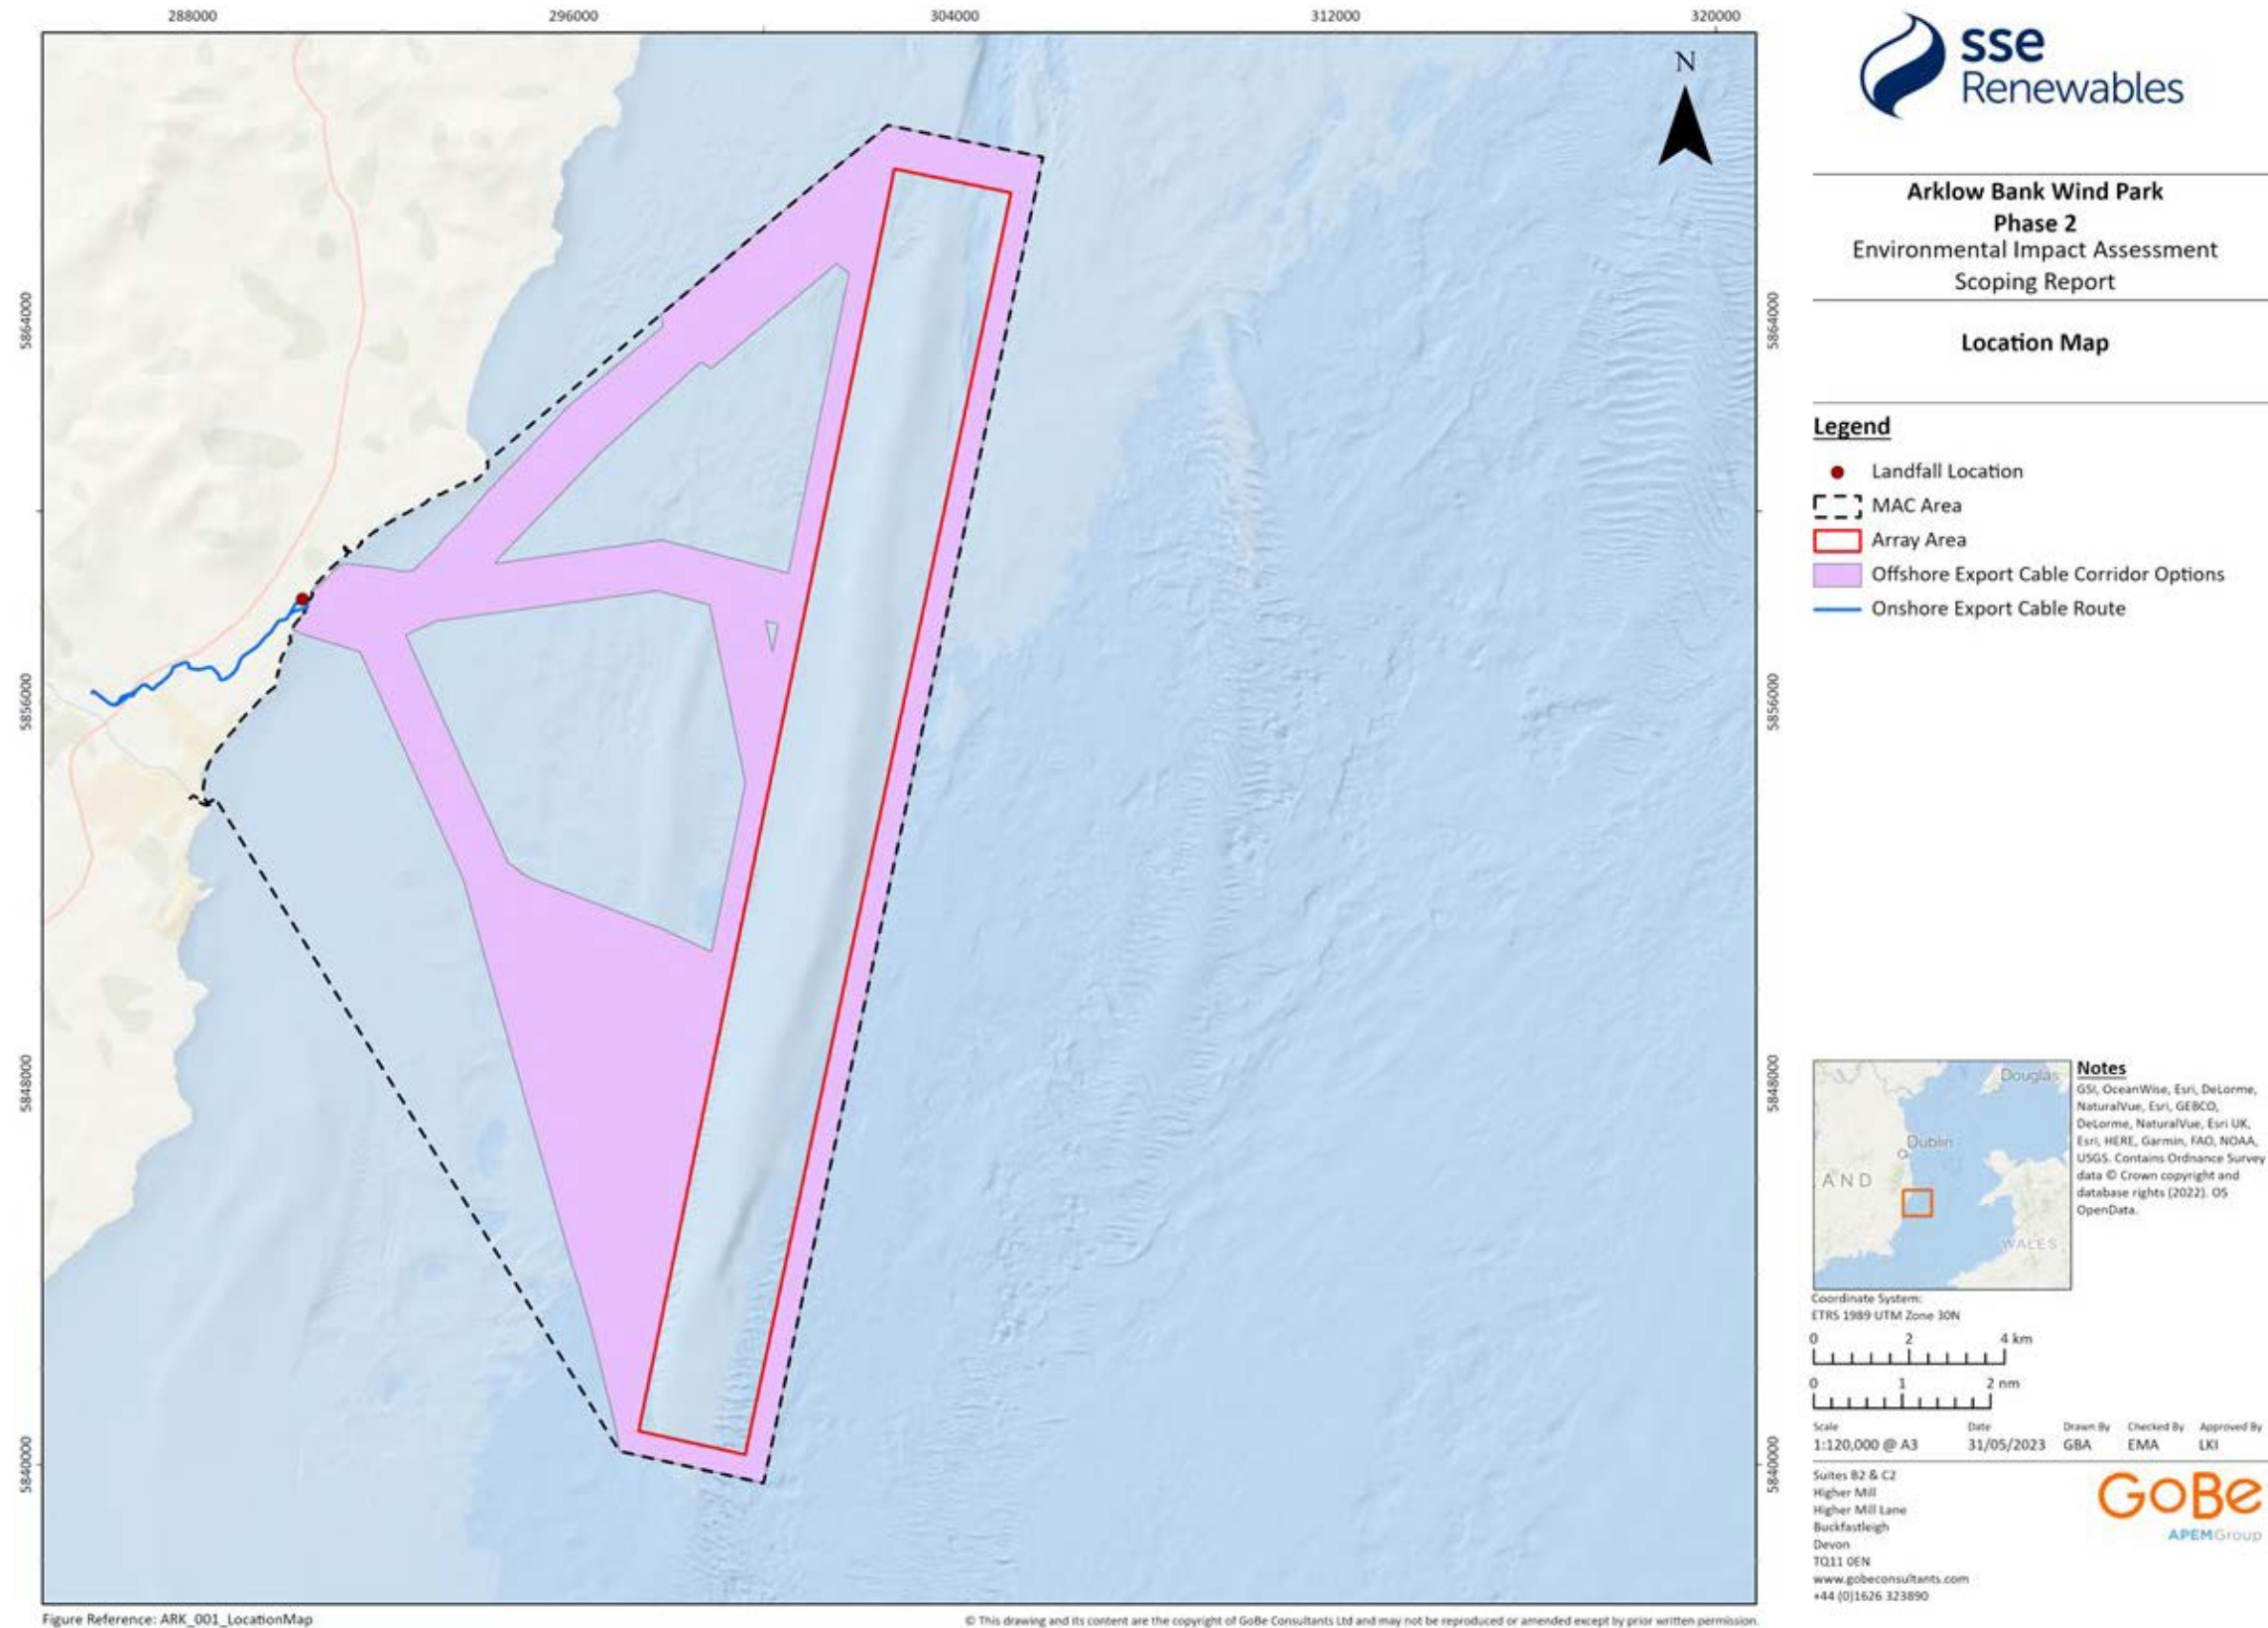 288000
296000
304000
312000
320000
5864000
5856000
5848000
5840000
5864000
5856000
5848000
5840000
N
sse
Renewables
Arklow Bank Wind Park
Phase 2
Environmental Impact Assessment
Scoping Report
Location Map
Legend
Landfall Location
MAC Area
Array Area
Offshore Export Cable Corridor Options
Onshore Export Cable Route
Douglas
Dublin
AND
WALES
Notes
GSI, OceanWise, Esri, DeLorme,
NaturalVue, Esri, GEBCO,
DeLorme, NaturalVue, Esri UK,
Esri, HERE, Garmin, FAO, NOAA,
USGS. Contains Ordnance Survey
data © Crown copyright and
database rights (2022). OS
OpenData.
Coordinate System:
ETRS 1989 UTM Zone 30N
0 2 4 km
0 1 2 nm
Scale Date Drawn By Checked By Approved By
1:120,000 @ A3 31/05/2023 GBA EMA LKI
Suites B2 & C2
Higher Mill
Higher Mill Lane
Buckfastleigh
Devon
TQ11 0EN
www.gobeconsultants.com
+44 (0)1626 323890
GoBe
APEMGroup
Figure Reference: ARK_001_LocationMap
© This drawing and its content are the copyright of GoBe Consultants Ltd and may not be reproduced or amended except by prior written permission.